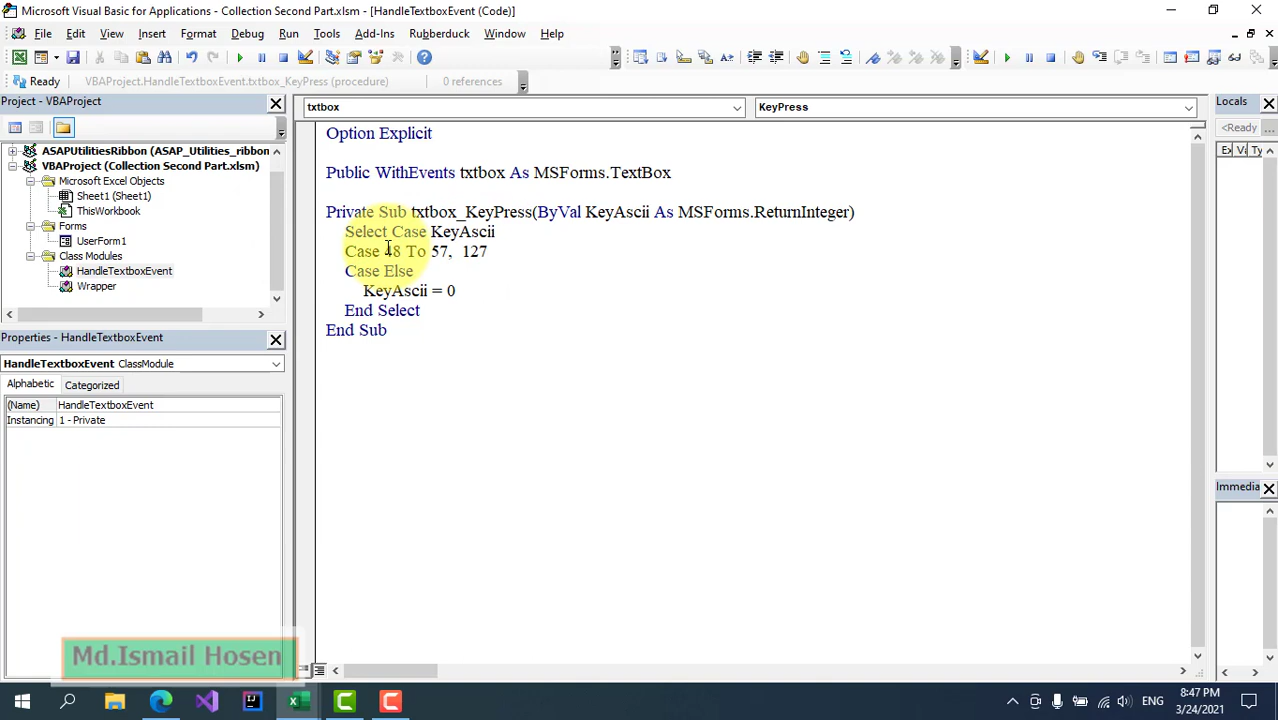 Microsoft Visual Basic for Applications - Collection Second Part.xlsm - [HandleTextboxEvent (Code)]
File Edit View Insert Format Debug Run Tools Add-Ins Rubberduck Window Help
Ready VBAProject.HandleTextboxEvent.txtbox_KeyPress (procedure) 0 references
Project - VBAProject
txtbox
KeyPress
Locals
<Ready ...
Ex Va Ty
ASAPUtilitiesRibbon (ASAP_Utilities_ribbon
VBAProject (Collection Second Part.xlsm)
Microsoft Excel Objects
Sheet1 (Sheet1)
ThisWorkbook
Forms
UserForm1
Class Modules
HandleTextboxEvent
Wrapper
Option Explicit
Public WithEvents txtbox As MSForms.TextBox
Private Sub txtbox_KeyPress(ByVal KeyAscii As MSForms.ReturnInteger)
Select Case KeyAscii
Case 48 To 57, 127
Case Else
KeyAscii = 0
End Select
End Sub
Properties - HandleTextboxEvent
HandleTextboxEvent ClassModule
Alphabetic Categorized
(Name) HandleTextboxEvent
Instancing 1 - Private
Immedia
Md.Ismail Hosen
ENG
8:47 PM
3/24/2021